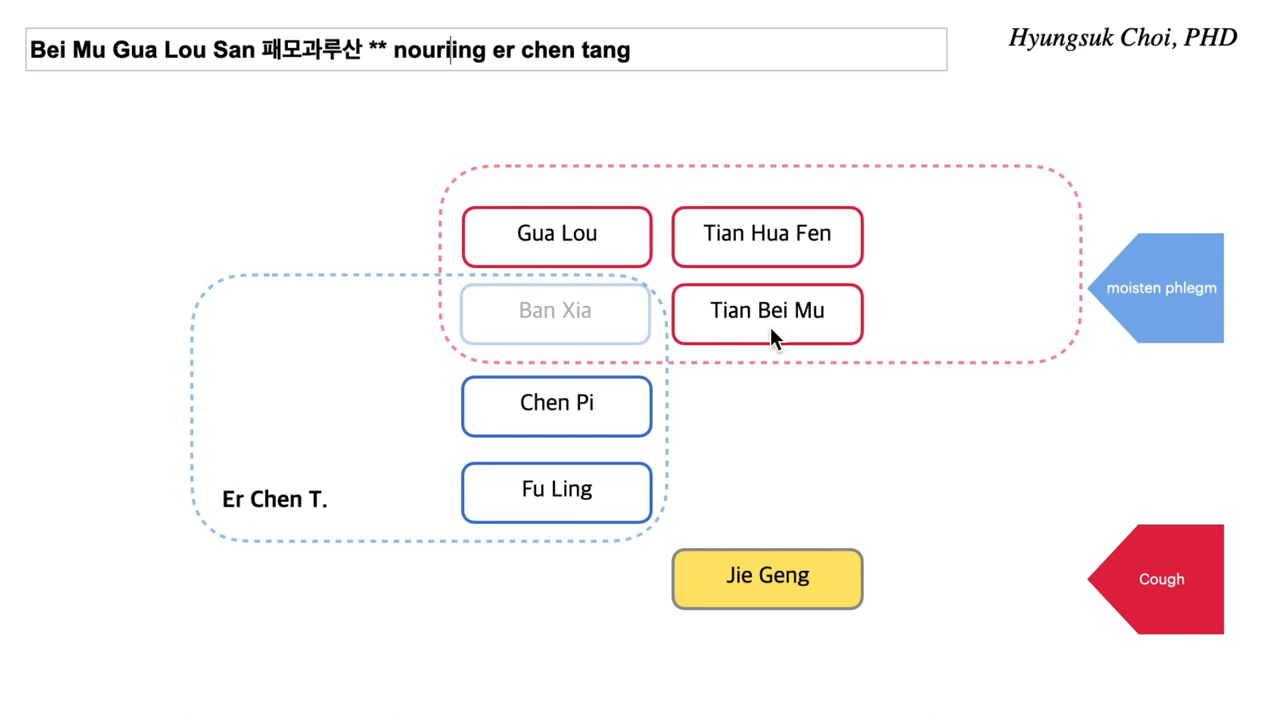 Bei Mu Gua Lou San 패모과루산 ** nouriing er chen tang
Hyungsuk Choi, PHD
Gua Lou
Tian Hua Fen
moisten phlegm
Ban Xia
Tian Bei Mu
Chen Pi
Fu Ling
Er Chen T.
Jie Geng
Cough